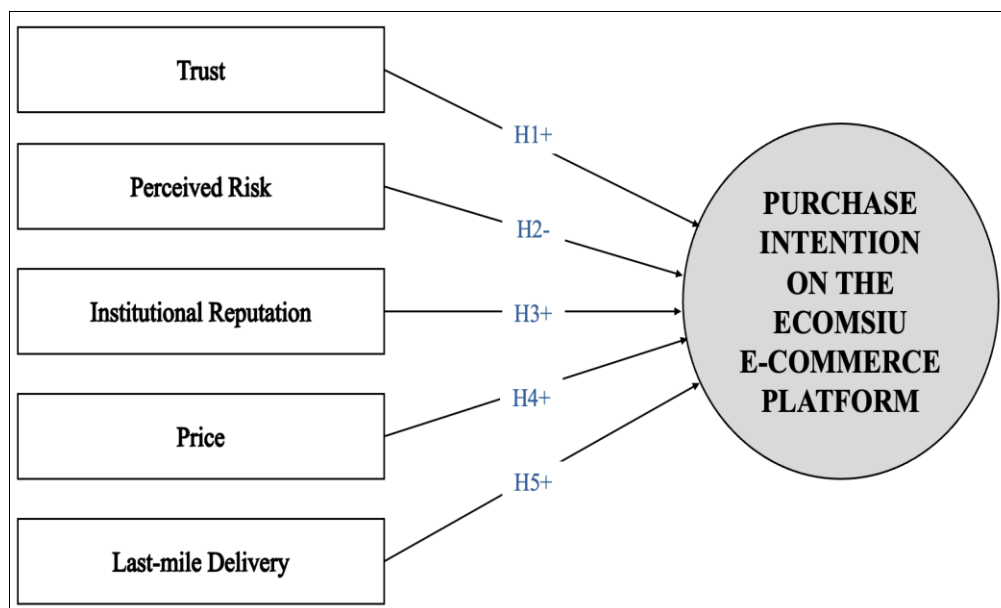 Trust
H1+
Perceived Risk
H2-
Institutional Reputation
H3+
Price
H4+
Last-mile Delivery
H5+
PURCHASE
INTENTION
ON THE
ECOMSIU
E-COMMERCE
PLATFORM